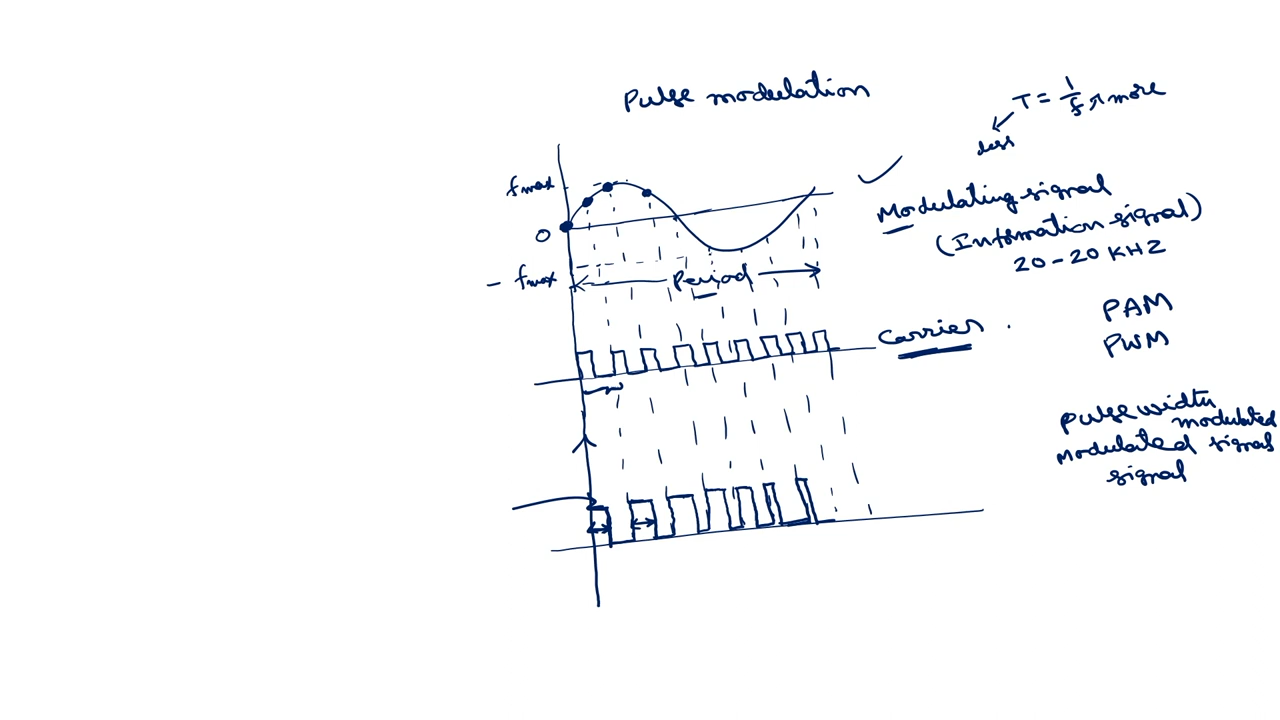 Pulse modulation
T = 1/f more
less
fmax
0
- fmax
Period
Modulating signal
(Information signal)
20 - 20 KHZ
Carrier
PAM
PWM
Pulse width
modulated
modulated signal
signal